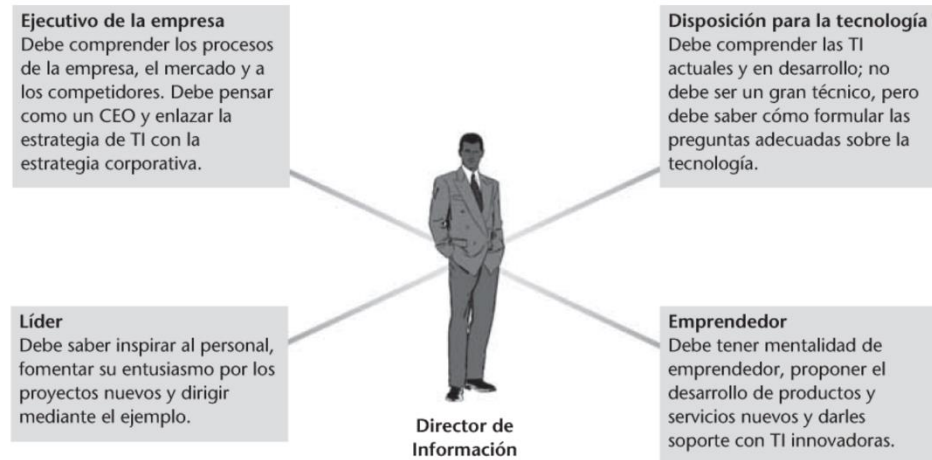 Ejecutivo de la empresa
Debe comprender los procesos
de la empresa, el mercado y a
los competidores. Debe pensar
como un CEO y enlazar la
estrategia de TI con la
estrategia corporativa.
Disposición para la tecnología
Debe comprender las TI
actuales y en desarrollo; no
debe ser un gran técnico, pero
debe saber cómo formular las
preguntas adecuadas sobre la
tecnología.
Líder
Debe saber inspirar al personal,
fomentar su entusiasmo por los
proyectos nuevos y dirigir
mediante el ejemplo.
Director de
Información
Emprendedor
Debe tener mentalidad de
emprendedor, proponer el
desarrollo de productos y
servicios nuevos y darles
soporte con TI innovadoras.